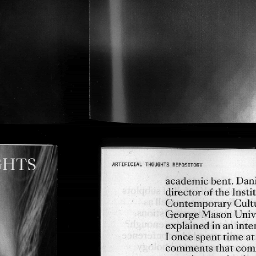 GHTS
ARTIFICIAL THOUGHTS REPOSITORY
academic bent. Dani
director of the Instit
Contemporary Cultu
George Mason Univ
explained in an inter
I once spent time at
comments that com